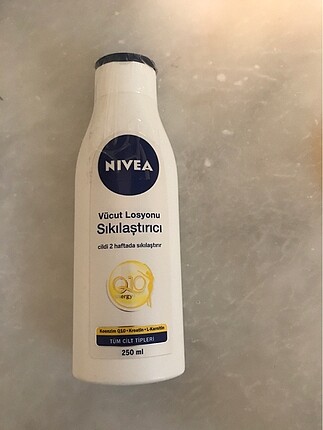 NIVEA
Vücut Losyonu
Sıkılaştırıcı
cildi 2 haftada sıkılaştırır
Q10
Koenzim Q10 • Kreatin • L-Karnitin
TÜM CİLT TİPLERİ
250 ml